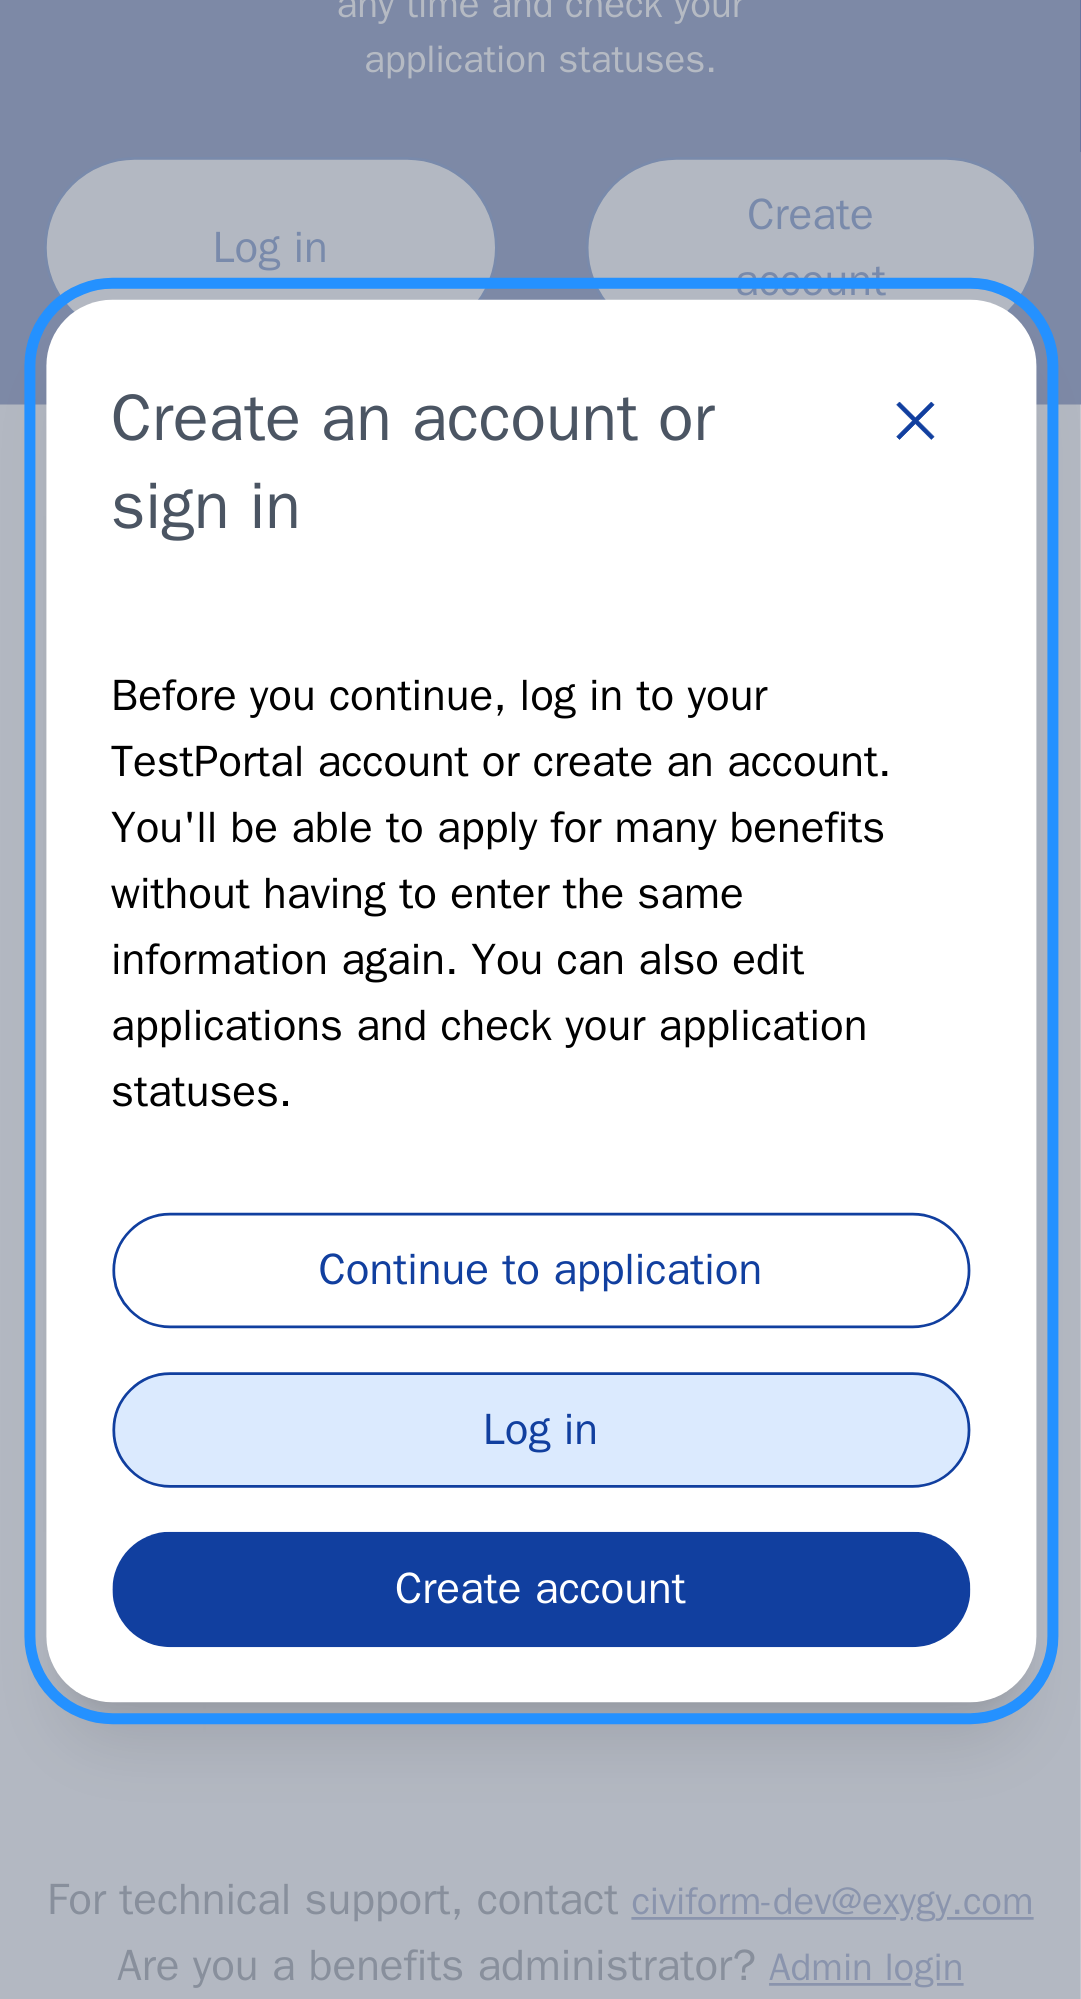 any time and check your
application statuses.
Log in
Create
account
Create an account or
sign in
Before you continue, log in to your
TestPortal account or create an account.
You'll be able to apply for many benefits
without having to enter the same
information again. You can also edit
applications and check your application
statuses.
Continue to application
Log in
Create account
For technical support, contact civiform-dev@exygy.com
Are you a benefits administrator? Admin login